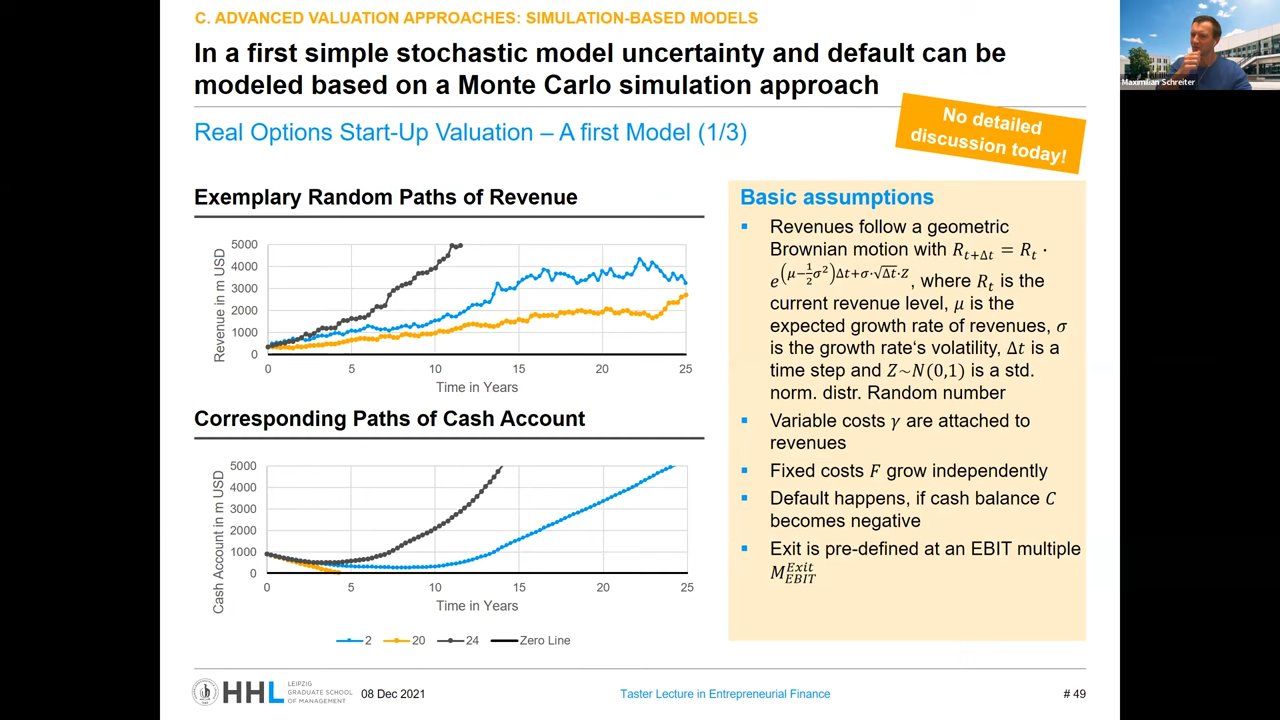 C. ADVANCED VALUATION APPROACHES: SIMULATION-BASED MODELS
In a first simple stochastic model uncertainty and default can be
modeled based on a Monte Carlo simulation approach
Real Options Start-Up Valuation – A first Model (1/3)
No detailed
discussion today!
Maximilian Schreiter
Exemplary Random Paths of Revenue
Revenue in m USD
5000
4000
3000
2000
1000
0
0 5 10 15 20 25
Time in Years
Corresponding Paths of Cash Account
Cash Account in m USD
5000
4000
3000
2000
1000
0
0 5 10 15 20 25
Time in Years
2 20 24 Zero Line
Basic assumptions
▪ Revenues follow a geometric
Brownian motion with R_{t+Δt} = R_t ·
e^{(μ−½σ²)Δt+σ·√Δt·Z}, where R_t is the
current revenue level, μ is the
expected growth rate of revenues, σ
is the growth rate‘s volatility, Δt is a
time step and Z~N(0,1) is a std.
norm. distr. Random number
▪ Variable costs γ are attached to
revenues
▪ Fixed costs F grow independently
▪ Default happens, if cash balance C
becomes negative
▪ Exit is pre-defined at an EBIT multiple
M_{EBIT}^{Exit}
HHL
LEIPZIG
GRADUATE SCHOOL
OF MANAGEMENT
08 Dec 2021
Taster Lecture in Entrepreneurial Finance
# 49